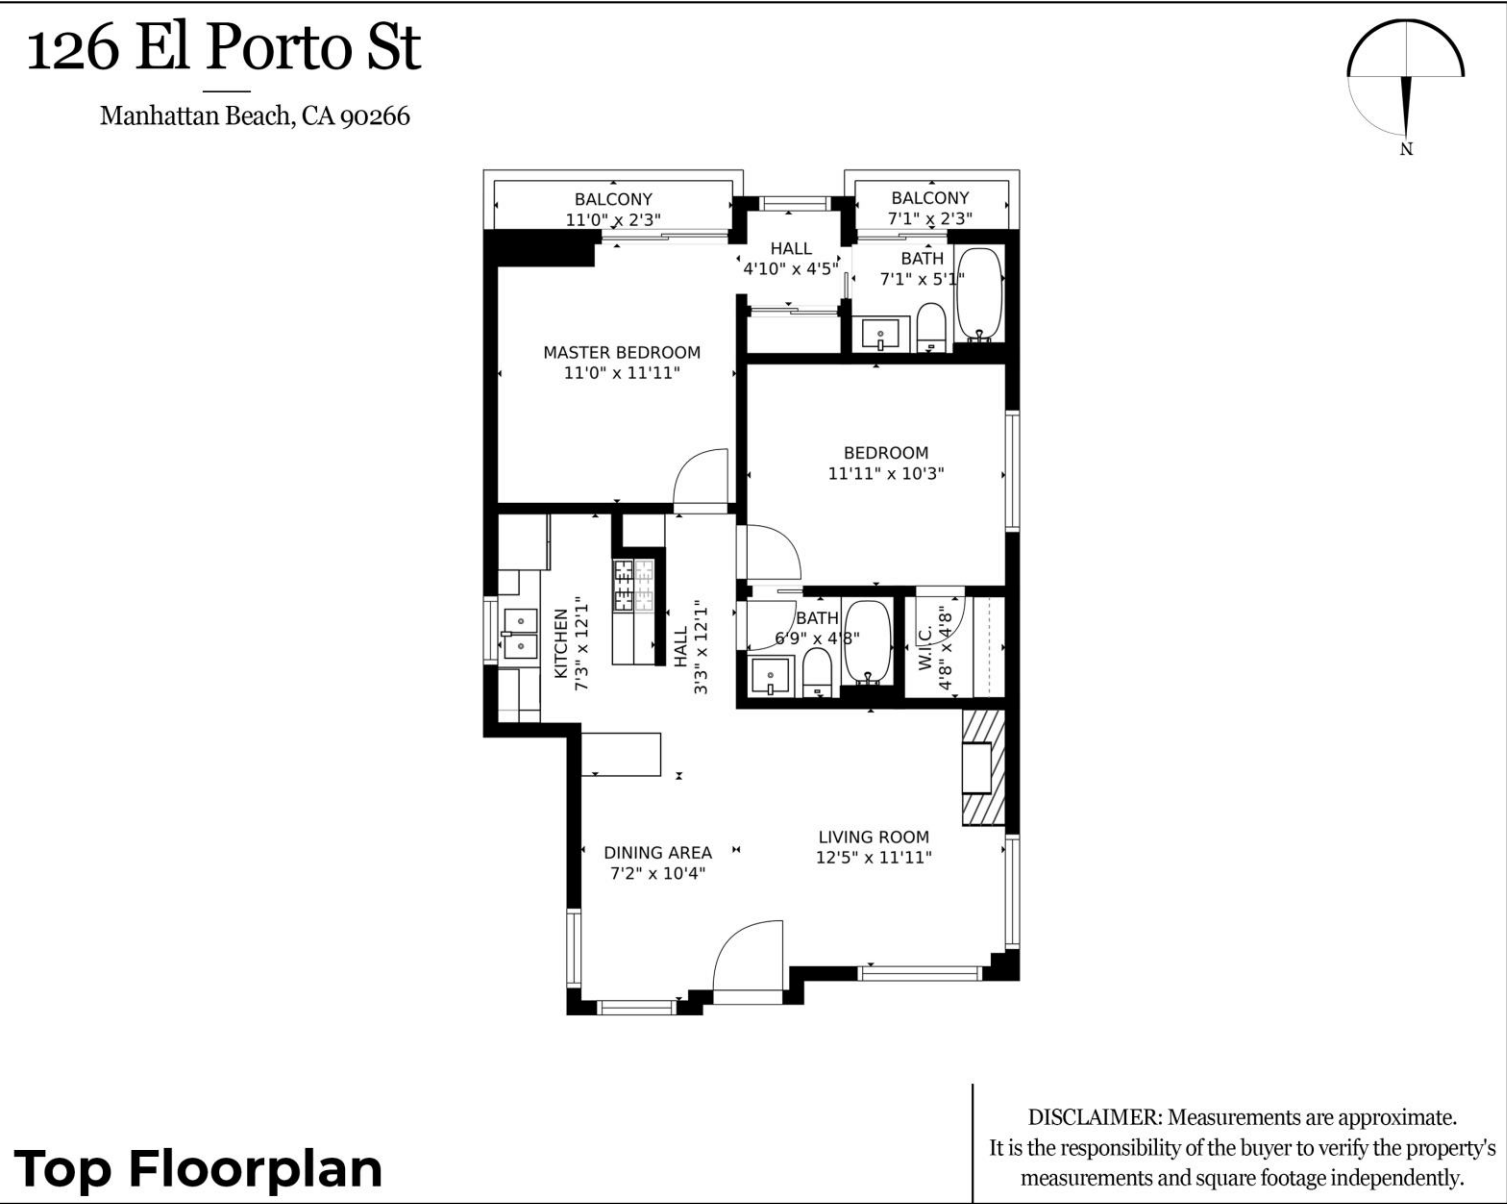 126 El Porto St
Manhattan Beach, CA 90266
N
BALCONY
11'0" x 2'3"
BALCONY
7'1" x 2'3"
HALL
4'10" x 4'5"
BATH
7'1" x 5'1"
MASTER BEDROOM
11'0" x 11'11"
BEDROOM
11'11" x 10'3"
KITCHEN
7'3" x 12'1"
HALL
3'3" x 12'1"
BATH
6'9" x 4'8"
W.I.C.
4'8" x 4'8"
DINING AREA
7'2" x 10'4"
LIVING ROOM
12'5" x 11'11"
Top Floorplan
DISCLAIMER: Measurements are approximate.
It is the responsibility of the buyer to verify the property's
measurements and square footage independently.